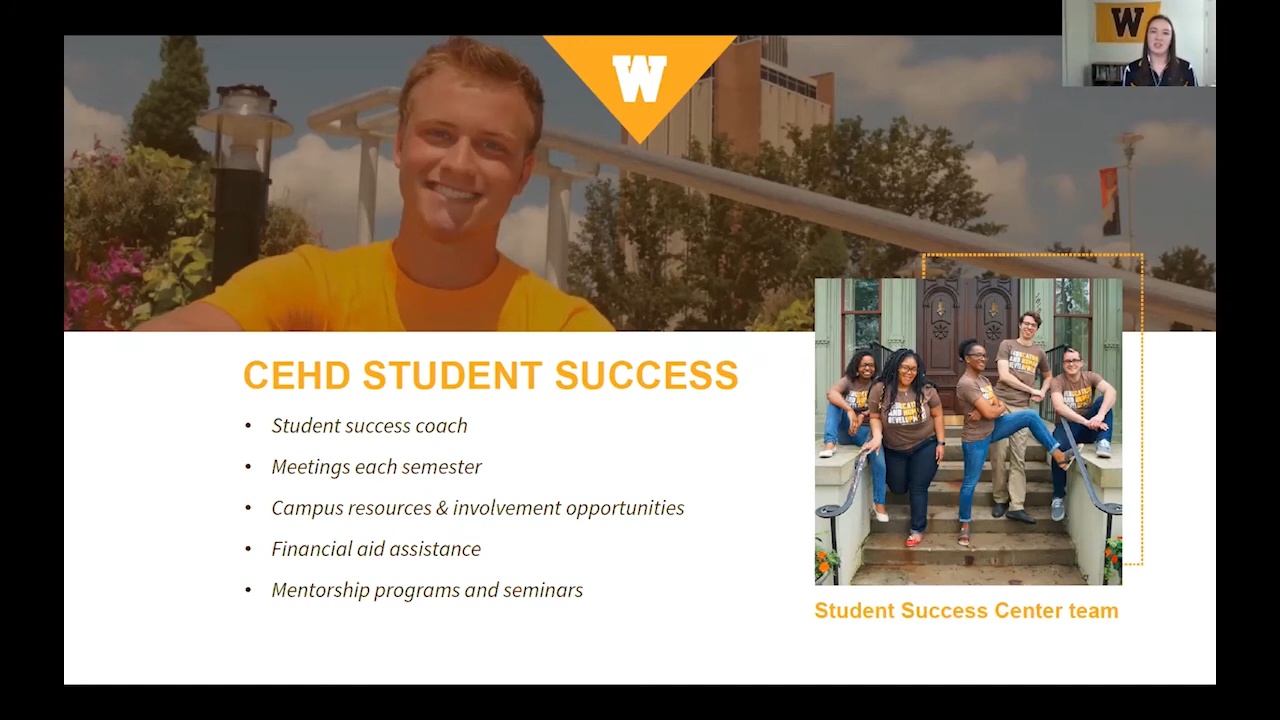 W
W
CEHD STUDENT SUCCESS
• Student success coach
• Meetings each semester
• Campus resources & involvement opportunities
• Financial aid assistance
• Mentorship programs and seminars
Student Success Center team